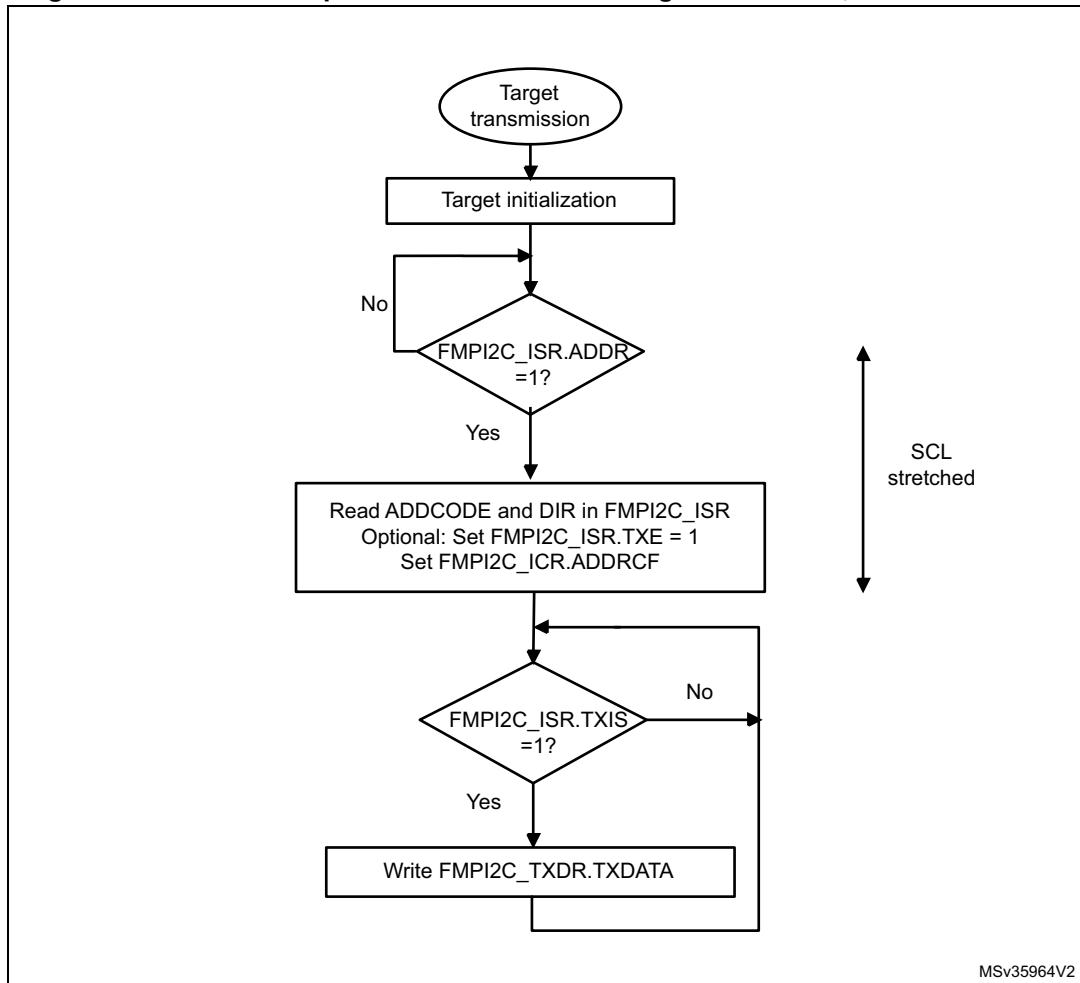 Target
transmission
Target initialization
No
FMPI2C_ISR.ADDR
=1?
Yes
SCL
stretched
Read ADDCODE and DIR in FMPI2C_ISR
Optional: Set FMPI2C_ISR.TXE = 1
Set FMPI2C_ICR.ADDRCF
No
FMPI2C_ISR.TXIS
=1?
Yes
Write FMPI2C_TXDR.TXDATA
MSv35964V2